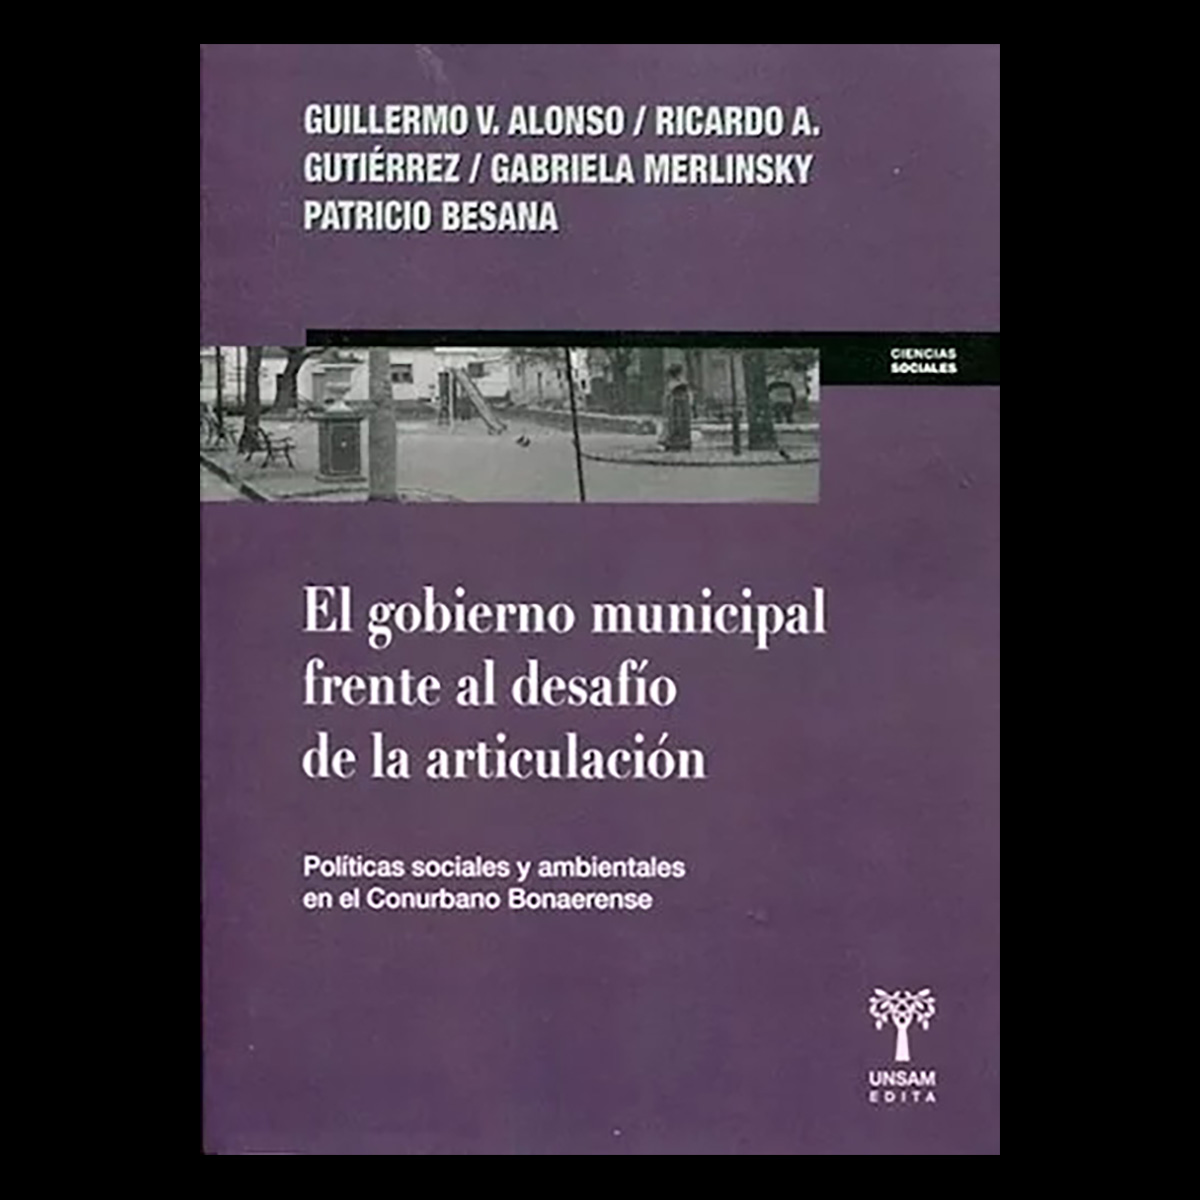 GUILLERMO V. ALONSO / RICARDO A.
GUTIÉRREZ / GABRIELA MERLINSKY
PATRICIO BESANA
CIENCIAS
SOCIALES
El gobierno municipal
frente al desafío
de la articulación
Políticas sociales y ambientales
en el Conurbano Bonaerense
UNSAM
EDITA